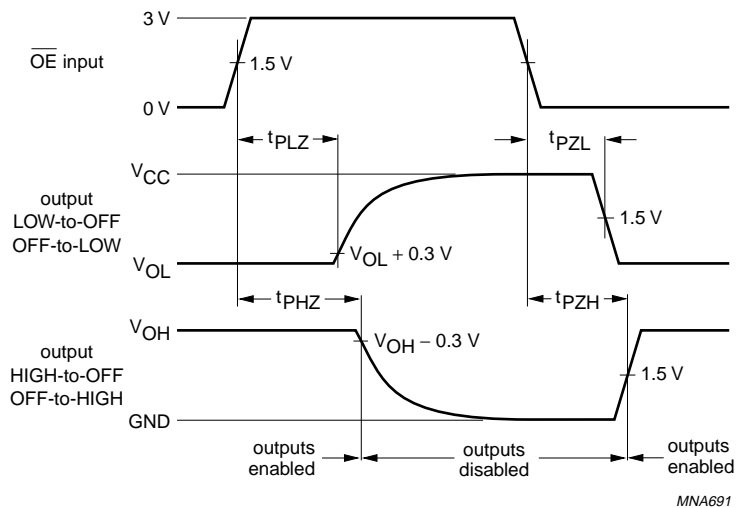 3 V
OE input
1.5 V
0 V
tPLZ
tPZL
VCC
output
LOW-to-OFF
OFF-to-LOW
1.5 V
VOL + 0.3 V
VOL
tPHZ
tPZH
VOH
VOH − 0.3 V
output
HIGH-to-OFF
OFF-to-HIGH
1.5 V
GND
outputs
enabled
outputs
disabled
outputs
enabled
MNA691